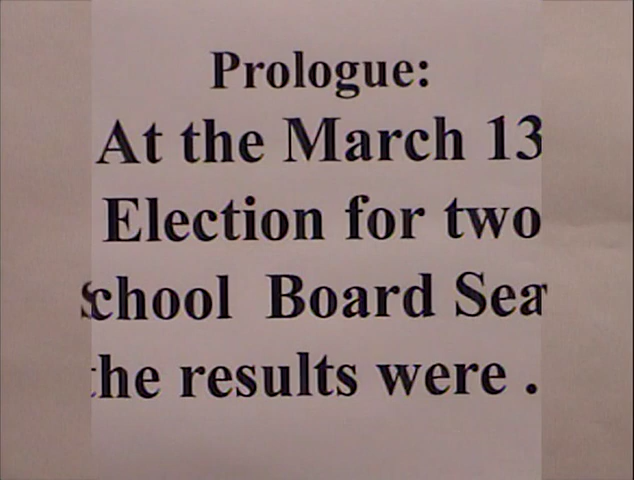 Prologue:
At the March 13
Election for two
School Board Sea
the results were .